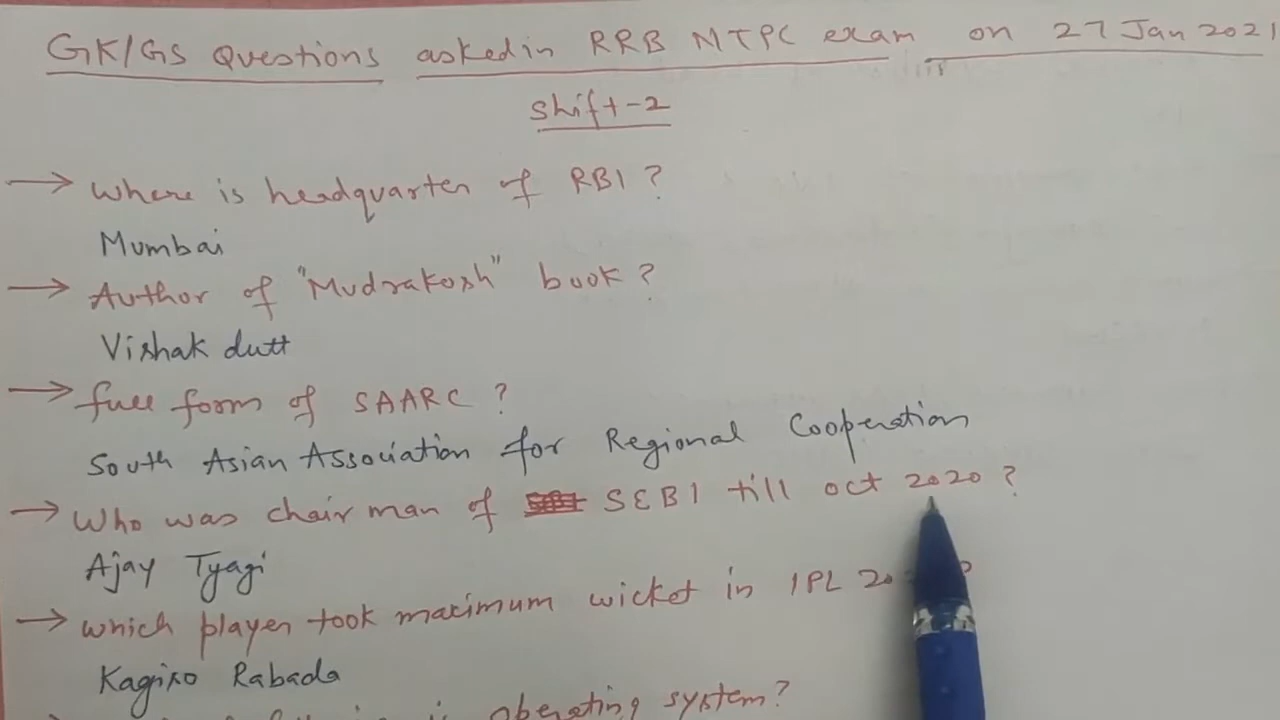 GK/GS Questions asked in RRB NTPC exam on 27 Jan 2021
Shift-2
→ Where is headquarter of RBI ?
Mumbai
→ Author of "Mudrakosh" book ?
Vishak dutt
→ full form of SAARC ?
South Asian Association for Regional Cooperation
→ Who was chairman of SEBI till oct 2020 ?
Ajay Tyagi
→ which player took maximum wicket in IPL
Kagiso Rabada
operating system?